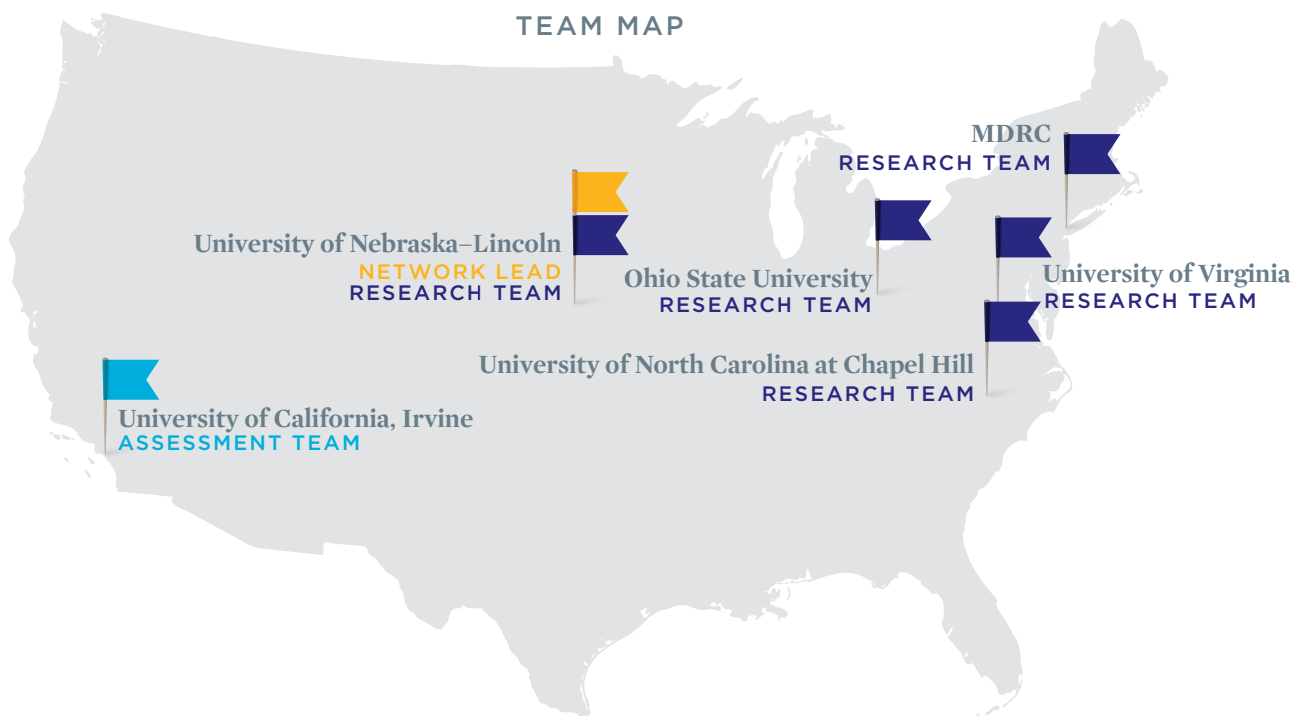 TEAM MAP
MDRC
RESEARCH TEAM
University of Nebraska–Lincoln
NETWORK LEAD
RESEARCH TEAM
Ohio State University
RESEARCH TEAM
University of Virginia
RESEARCH TEAM
University of North Carolina at Chapel Hill
RESEARCH TEAM
University of California, Irvine
ASSESSMENT TEAM